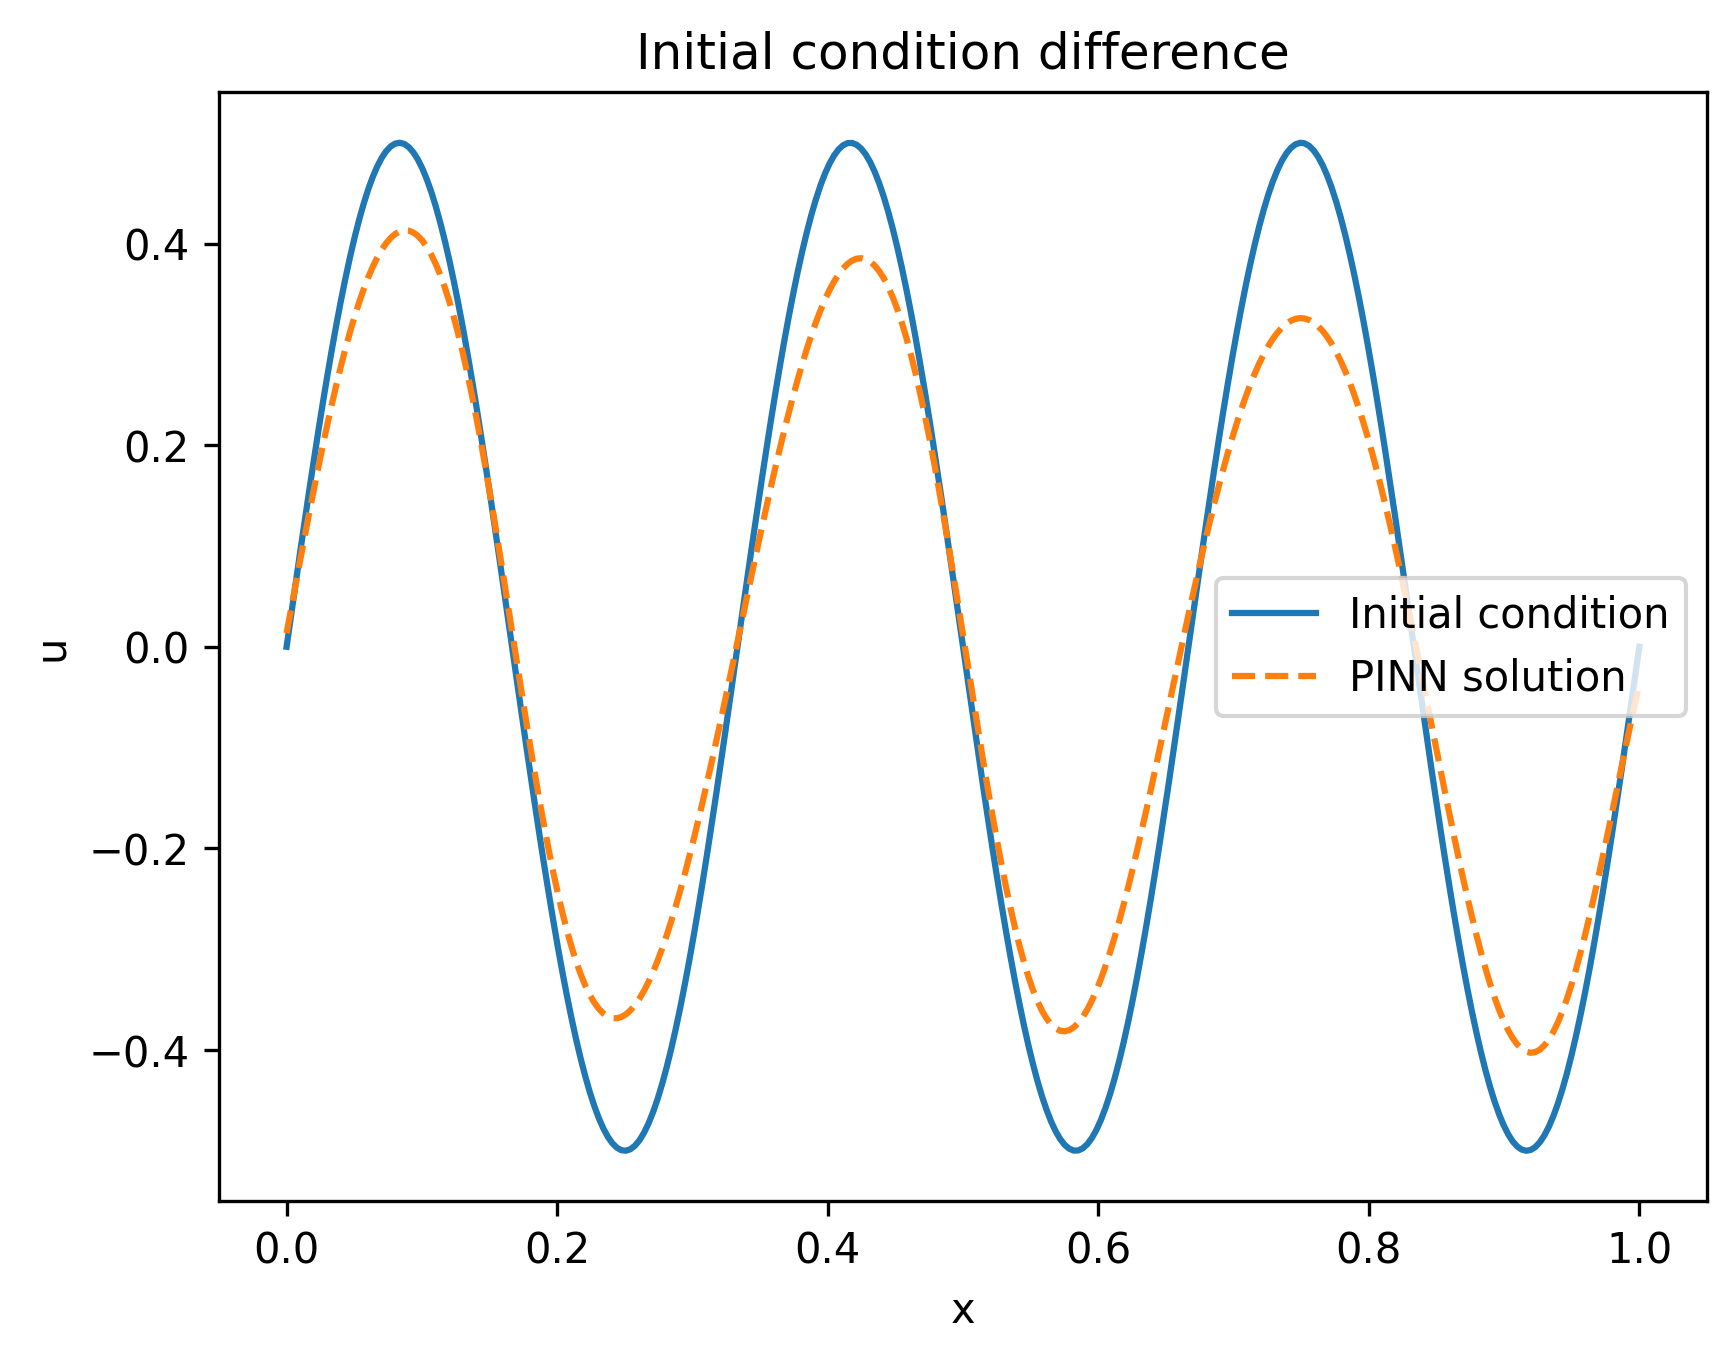 Initial condition difference
0.4
0.2
0.0
−0.2
−0.4
u
Initial condition
PINN solution
0.0 0.2 0.4 0.6 0.8 1.0
x